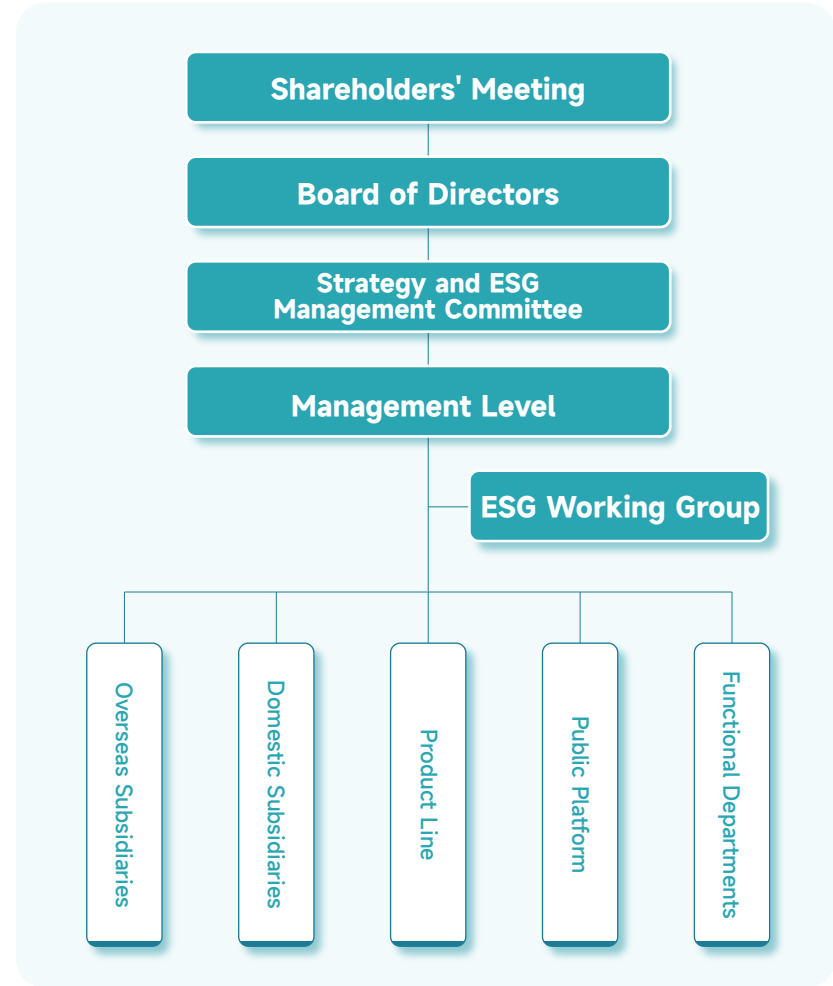 Shareholders' Meeting
Board of Directors
Strategy and ESG
Management Committee
Management Level
ESG Working Group
Overseas Subsidiaries
Domestic Subsidiaries
Product Line
Public Platform
Functional Departments